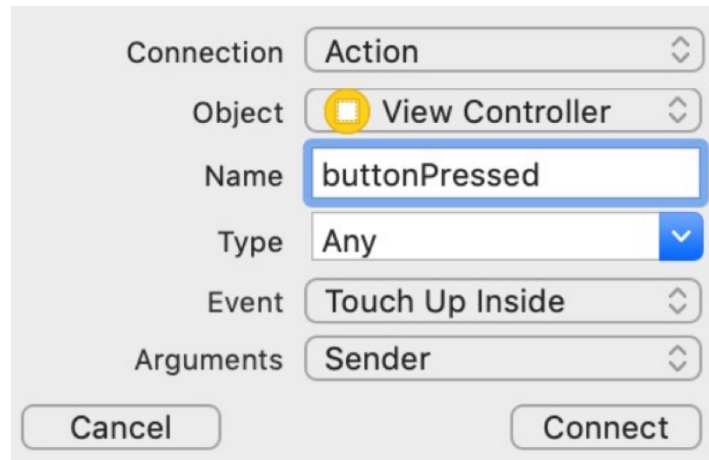 Connection Action
Object View Controller
Name buttonPressed
Type Any
Event Touch Up Inside
Arguments Sender
Cancel Connect